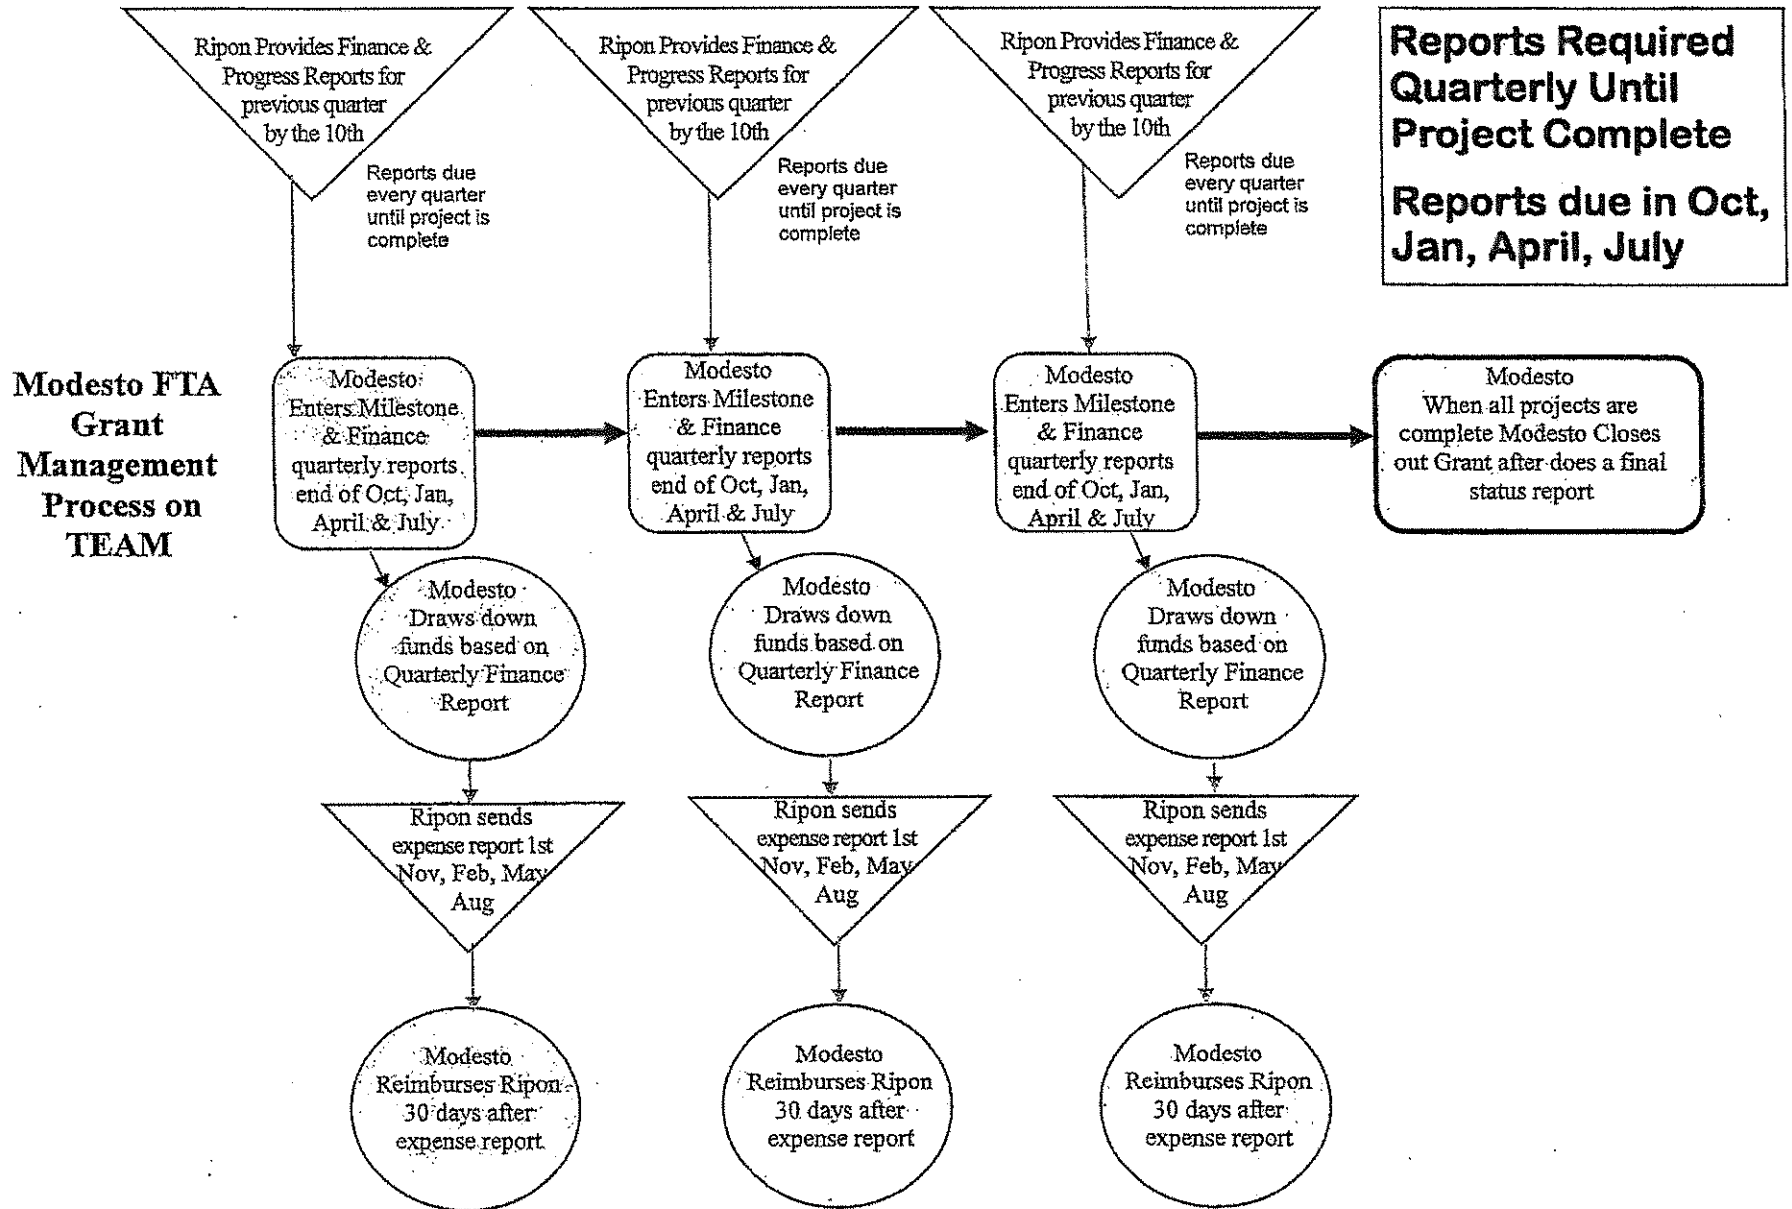 Ripon Provides Finance &
Progress Reports for
previous quarter
by the 10th
Ripon Provides Finance &
Progress Reports for
previous quarter
by the 10th
Ripon Provides Finance &
Progress Reports for
previous quarter
by the 10th
Reports Required
Quarterly Until
Project Complete
Reports due in Oct,
Jan, April, July
Reports due
every quarter
until project is
complete
Reports due
every quarter
until project is
complete
Reports due
every quarter
until project is
complete
Modesto FTA
Grant
Management
Process on
TEAM
Modesto
Enters Milestone
& Finance
quarterly reports
end of Oct, Jan,
April & July
Modesto
Enters Milestone
& Finance
quarterly reports
end of Oct, Jan,
April & July
Modesto
Enters Milestone
& Finance
quarterly reports
end of Oct, Jan,
April & July
Modesto
When all projects are
complete Modesto Closes
out Grant after does a final
status report
Modesto
Draws down
funds based on
Quarterly Finance
Report
Modesto
Draws down
funds based on
Quarterly Finance
Report
Modesto
Draws down
funds based on
Quarterly Finance
Report
Ripon sends
expense report 1st
Nov, Feb, May
Aug
Ripon sends
expense report 1st
Nov, Feb, May
Aug
Ripon sends
expense report 1st
Nov, Feb, May
Aug
Modesto
Reimburses Ripon
30 days after
expense report
Modesto
Reimburses Ripon
30 days after
expense report
Modesto
Reimburses Ripon
30 days after
expense report